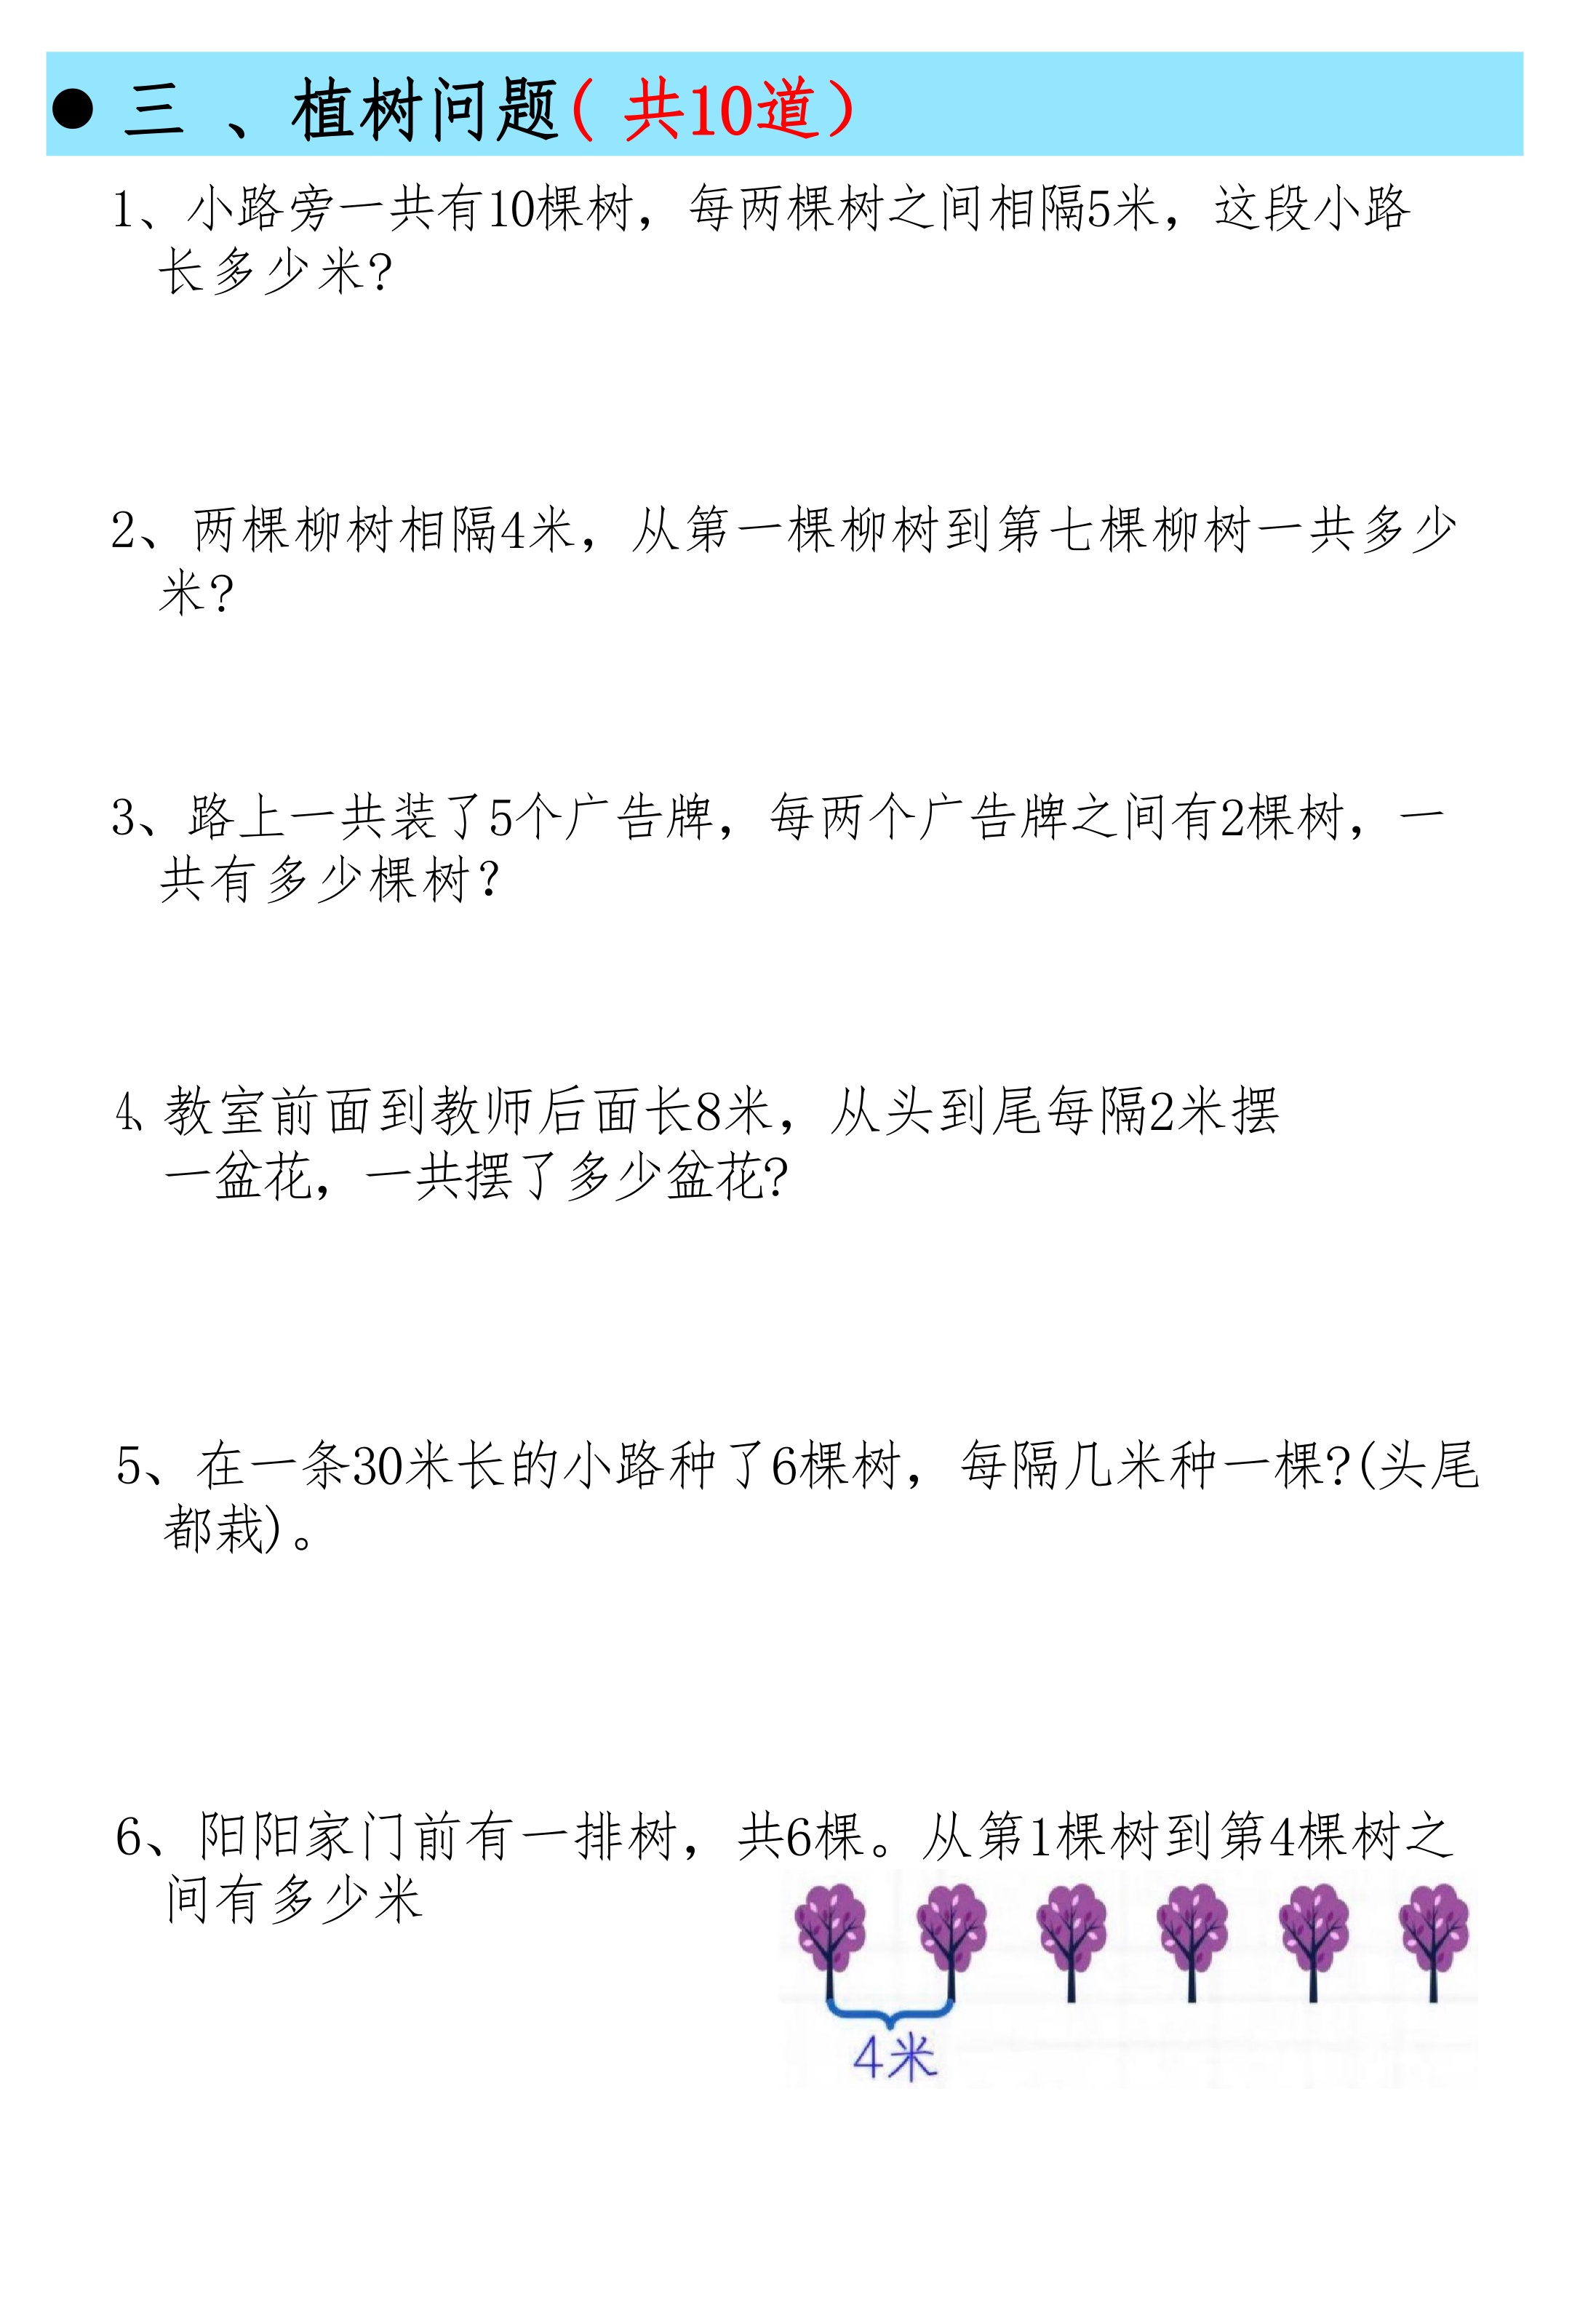 ● 三 、植树问题( 共10道)
1、小路旁一共有10棵树，每两棵树之间相隔5米，这段小路
长多少米?
2、两棵柳树相隔4米，从第一棵柳树到第七棵柳树一共多少
米?
3、路上一共装了5个广告牌，每两个广告牌之间有2棵树，一
共有多少棵树?
4、教室前面到教师后面长8米，从头到尾每隔2米摆
一盆花，一共摆了多少盆花?
5、在一条30米长的小路种了6棵树，每隔几米种一棵?(头尾
都栽)。
6、阳阳家门前有一排树，共6棵。从第1棵树到第4棵树之
间有多少米
4米